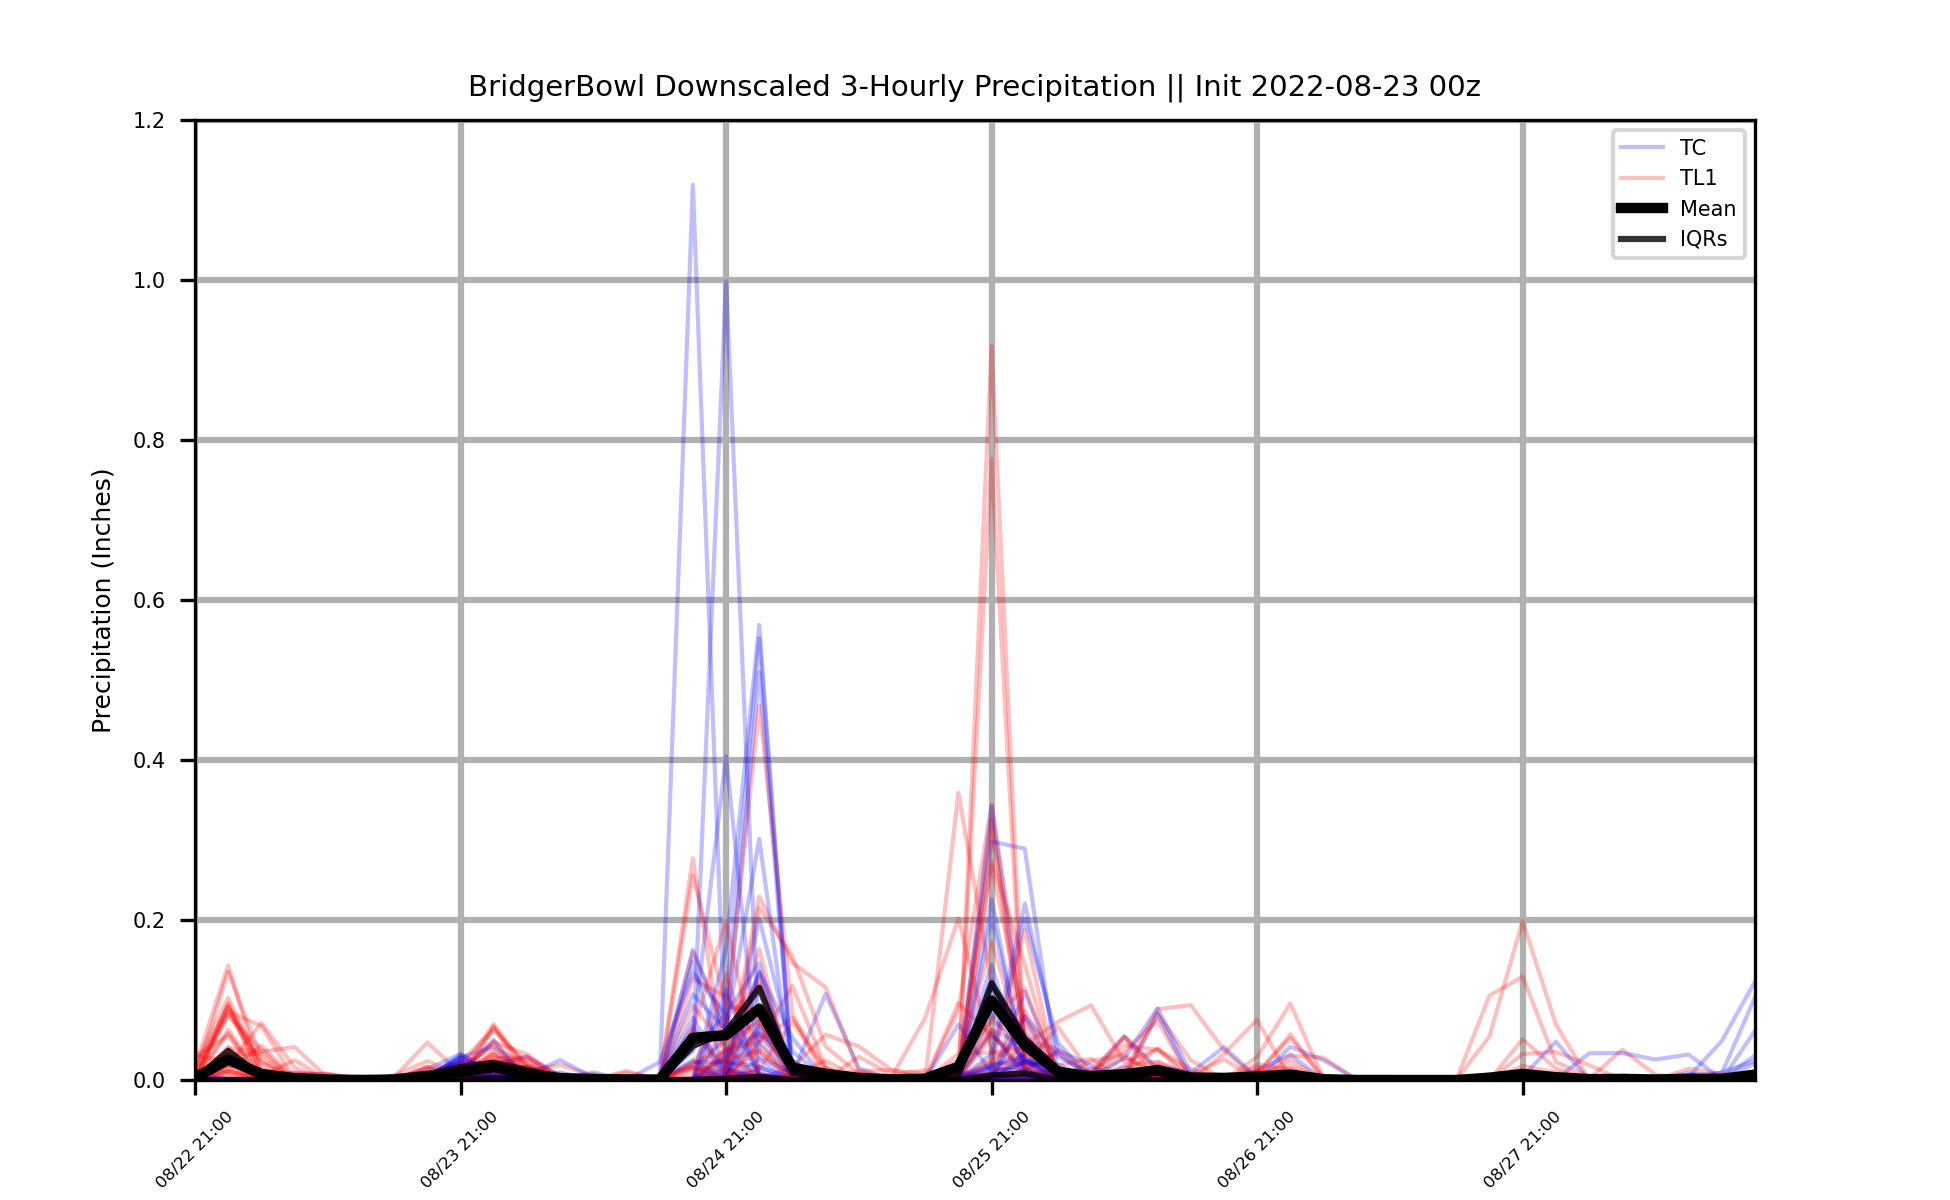 BridgerBowl Downscaled 3-Hourly Precipitation || Init 2022-08-23 00z
Precipitation (Inches)
1.2
1.0
0.8
0.6
0.4
0.2
0.0
TC
TL1
Mean
IQRs
08/22 21:00
08/23 21:00
08/24 21:00
08/25 21:00
08/26 21:00
08/27 21:00